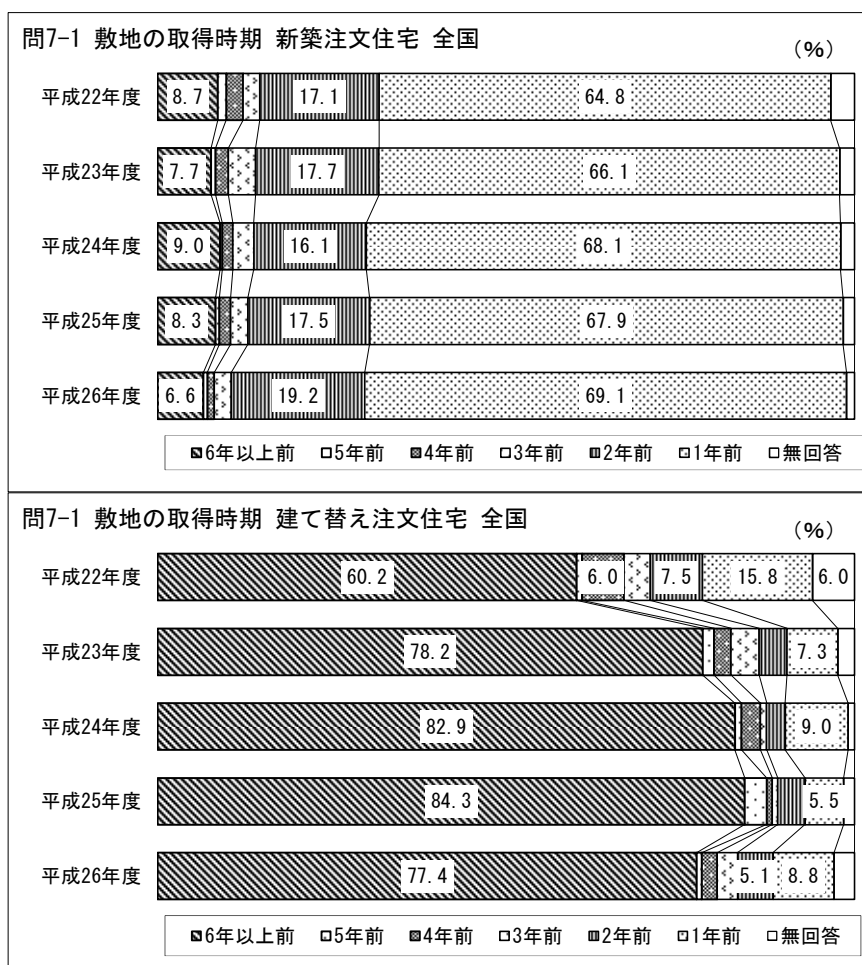 問7-1 敷地の取得時期 新築注文住宅 全国
(%)
平成22年度 8.7 17.1 64.8
平成23年度 7.7 17.7 66.1
平成24年度 9.0 16.1 68.1
平成25年度 8.3 17.5 67.9
平成26年度 6.6 19.2 69.1
6年以上前 5年前 4年前 3年前 2年前 1年前 無回答
問7-1 敷地の取得時期 建て替え注文住宅 全国
(%)
平成22年度 60.2 6.0 7.5 15.8 6.0
平成23年度 78.2 7.3
平成24年度 82.9 9.0
平成25年度 84.3 5.5
平成26年度 77.4 5.1 8.8
6年以上前 5年前 4年前 3年前 2年前 1年前 無回答